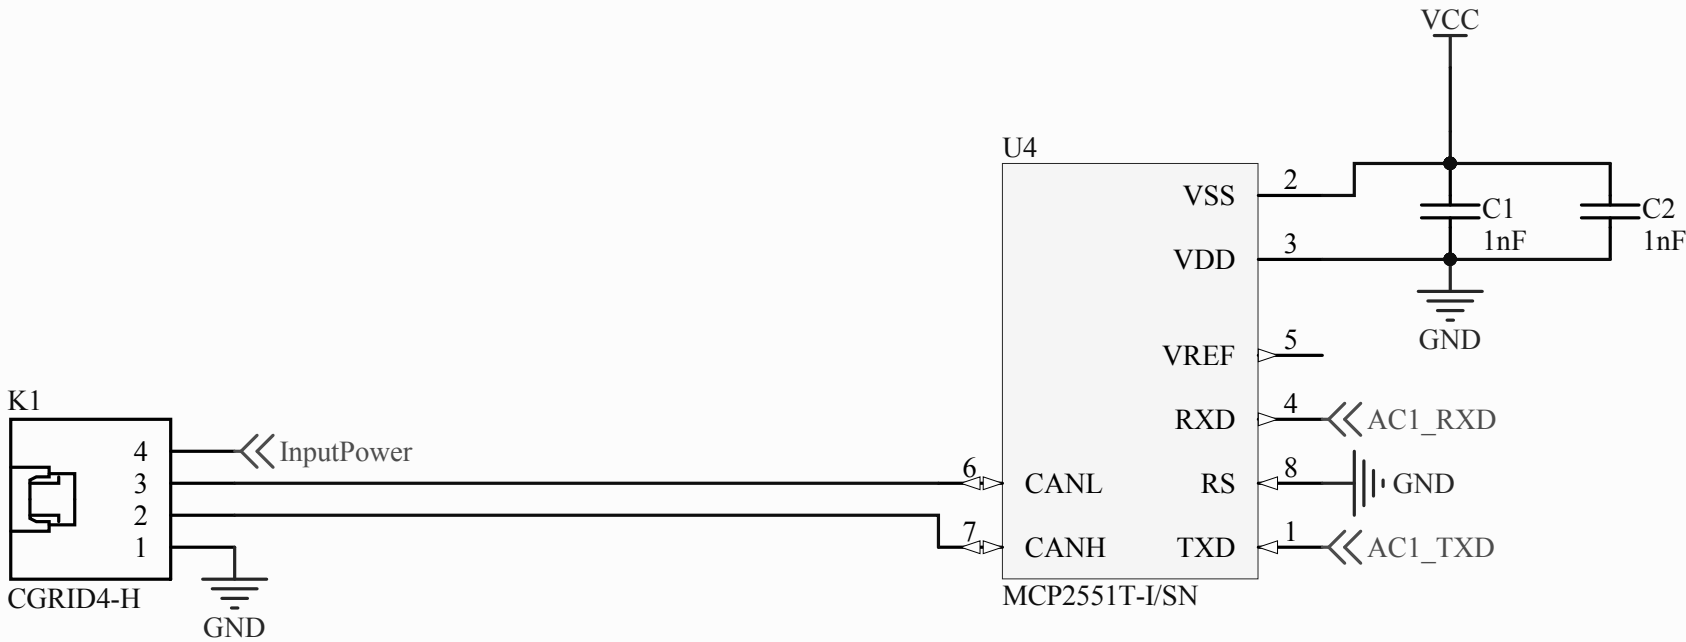 VCC
U4
VSS 2
C1
1nF
C2
1nF
VDD 3
GND
VREF 5
RXD 4 AC1_RXD
K1
4 InputPower
3
2
1
6 CANL
RS 8 GND
7 CANH
TXD 1 AC1_TXD
CGRID4-H
GND
MCP2551T-I/SN